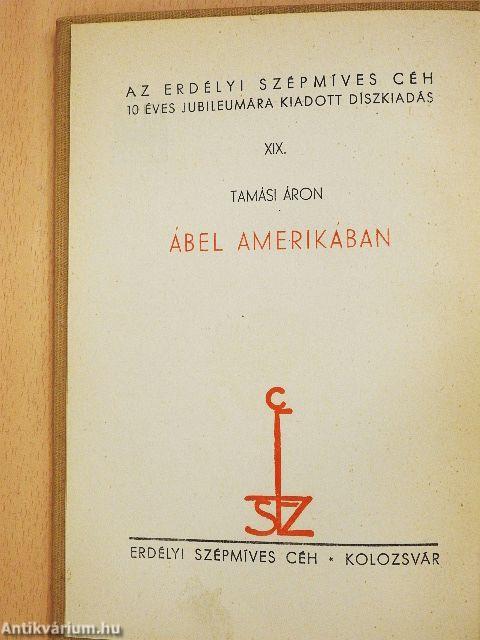 AZ ERDÉLYI SZÉPMÍVES CÉH
10 ÉVES JUBILEUMÁRA KIADOTT DÍSZKIADÁS
XIX.
TAMÁSI ÁRON
ÁBEL AMERIKÁBAN
C
SZ
ERDÉLYI SZÉPMÍVES CÉH * KOLOZSVÁR
Antikvárium.hu